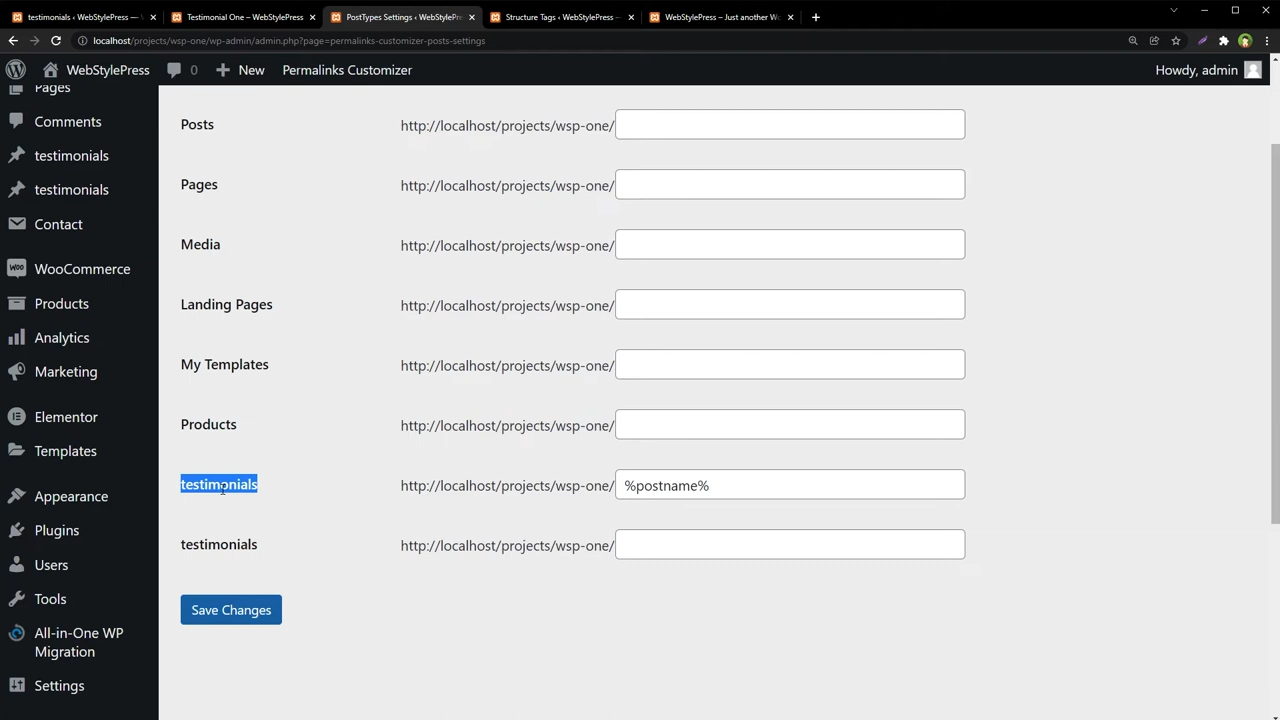 testimonials ‹ WebStylePress —
Testimonial One – WebStylePress
PostTypes Settings ‹ WebStylePre
Structure Tags ‹ WebStylePress —
WebStylePress – Just another W
localhost/projects/wsp-one/wp-admin/admin.php?page=permalinks-customizer-posts-settings
WebStylePress
0
New
Permalinks Customizer
Howdy, admin
Pages
Comments
testimonials
testimonials
Contact
WooCommerce
Products
Analytics
Marketing
Elementor
Templates
Appearance
Plugins
Users
Tools
All-in-One WP
Migration
Settings
Posts http://localhost/projects/wsp-one/
Pages http://localhost/projects/wsp-one/
Media http://localhost/projects/wsp-one/
Landing Pages http://localhost/projects/wsp-one/
My Templates http://localhost/projects/wsp-one/
Products http://localhost/projects/wsp-one/
testimonials http://localhost/projects/wsp-one/ %postname%
testimonials http://localhost/projects/wsp-one/
Save Changes